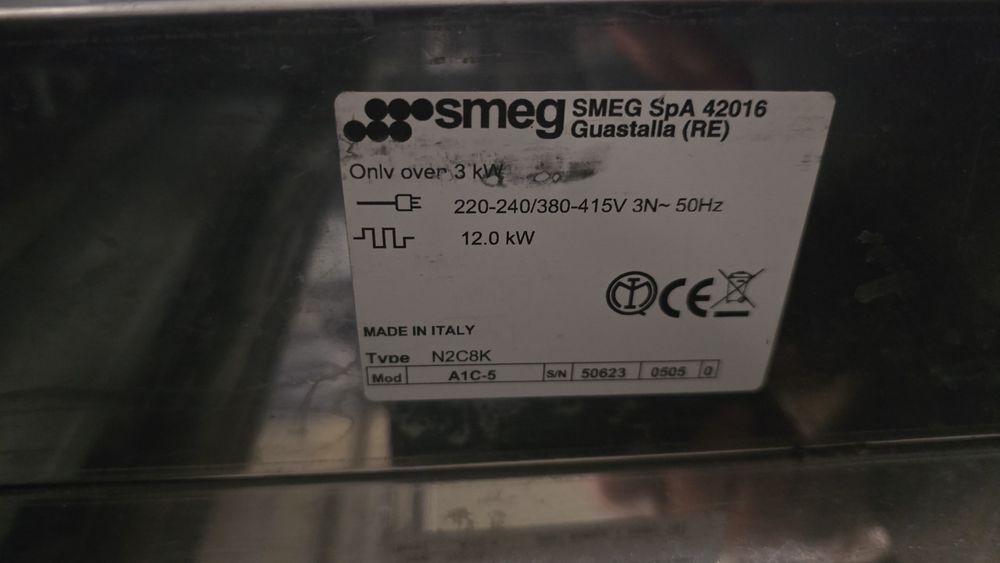 smeg SMEG SpA 42016
Guastalla (RE)
Only over 3 kW
220-240/380-415V 3N~ 50Hz
12.0 kW
CE
MADE IN ITALY
Type N2C8K
Mod A1C-5 S/N 50623 0505 0